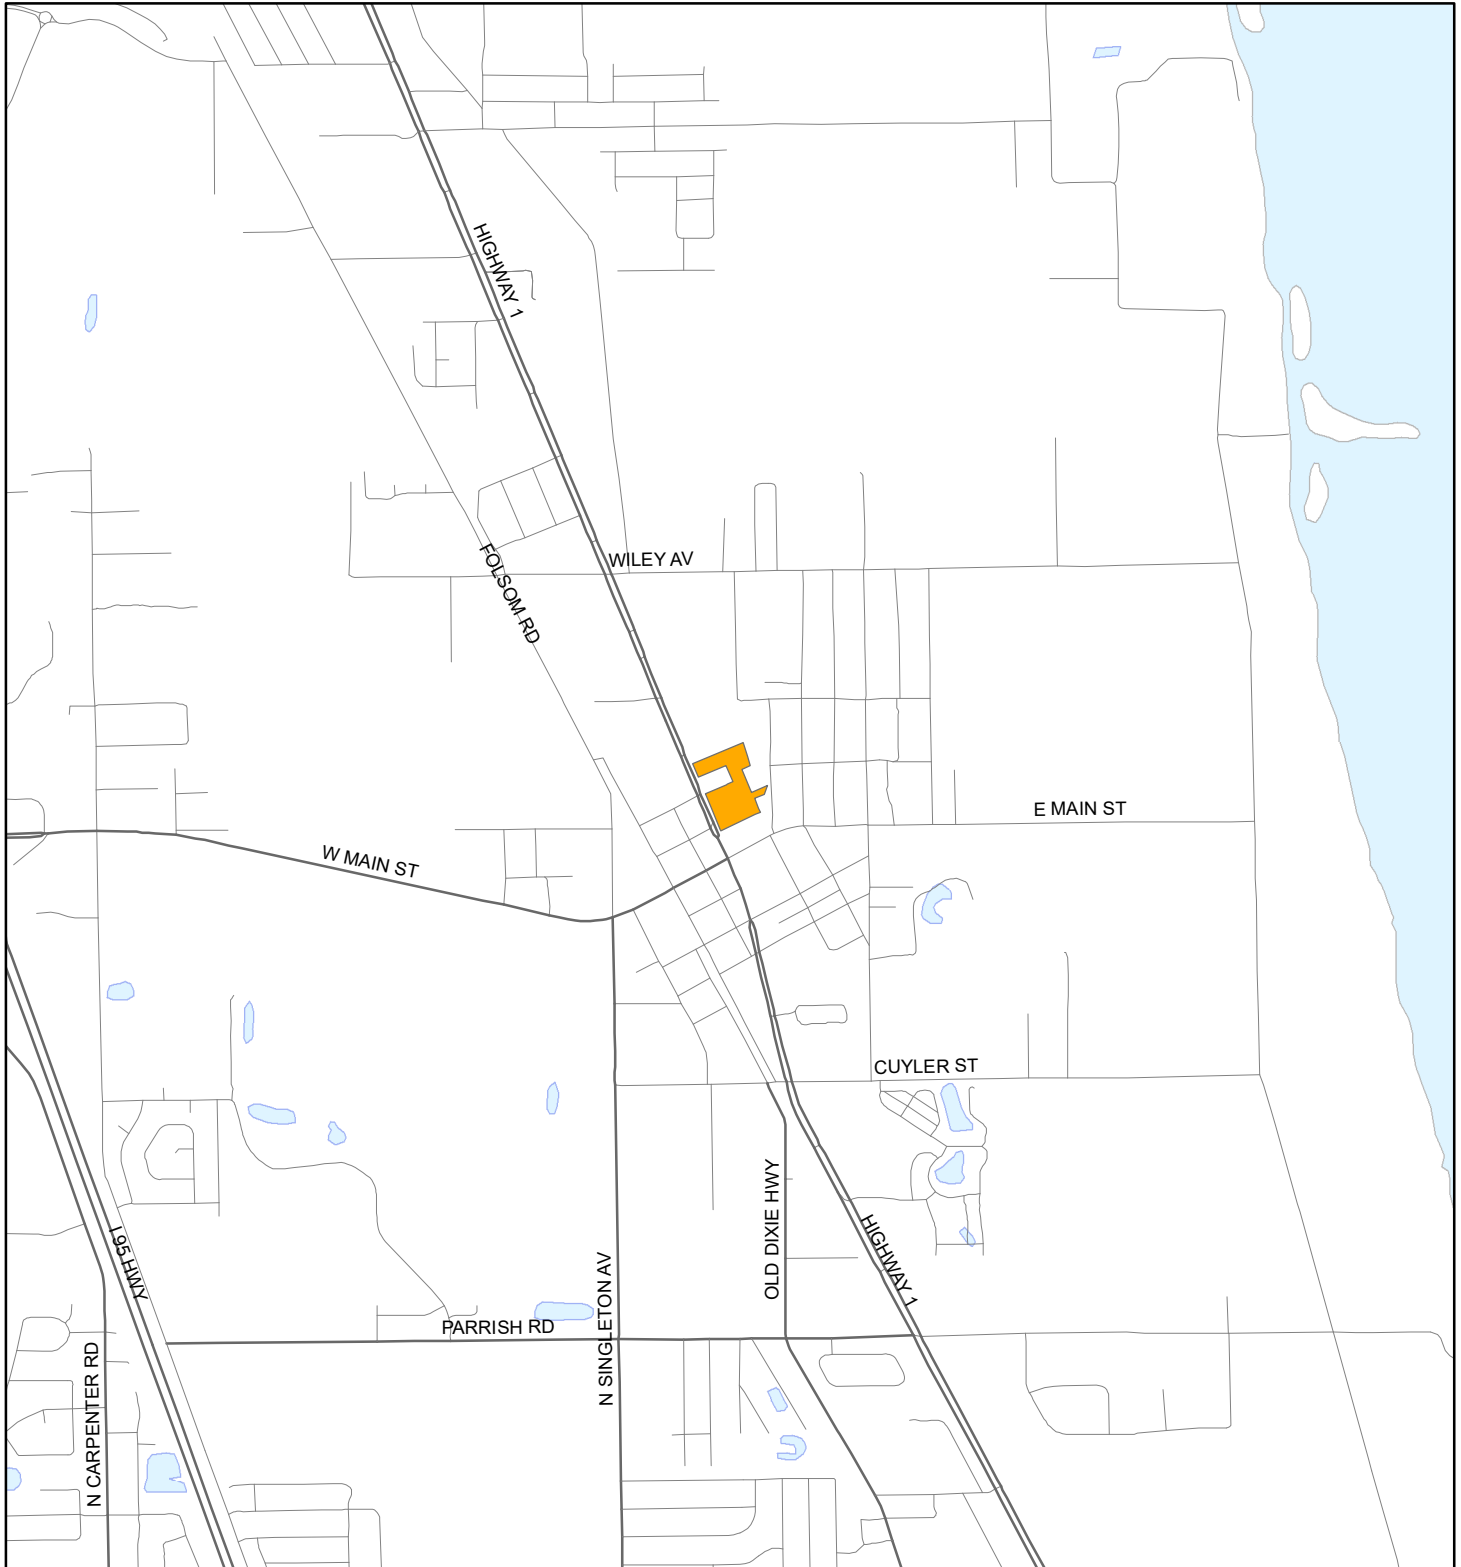 HIGHWAY 1
WILEY AV
FOLSOM RD
E MAIN ST
W MAIN ST
CUYLER ST
OLD DIXIE HWY
HIGHWAY 1
I 95 HWY
N SINGLETON AV
PARRISH RD
N CARPENTER RD